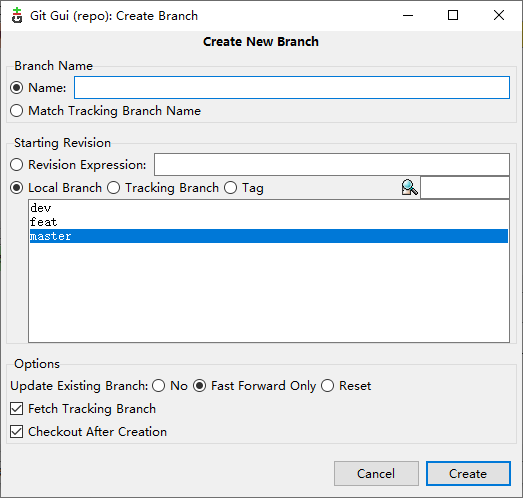 Git Gui (repo): Create Branch
Create New Branch
Branch Name
Name:
Match Tracking Branch Name
Starting Revision
Revision Expression:
Local Branch Tracking Branch Tag
dev
feat
master
Options
Update Existing Branch: No Fast Forward Only Reset
Fetch Tracking Branch
Checkout After Creation
Cancel Create